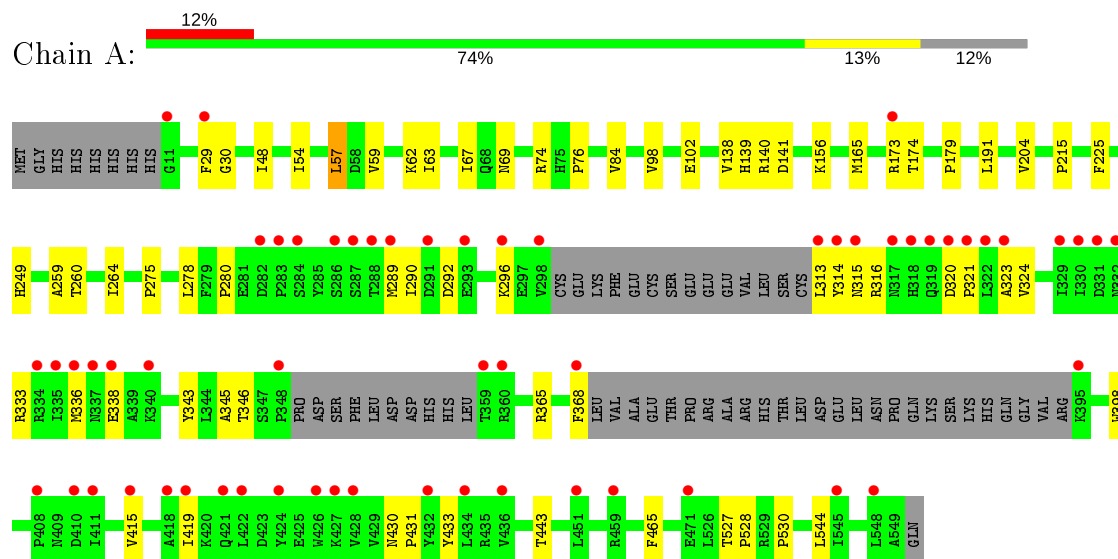 12%
Chain A:
74% 13% 12%
MET GLY HIS HIS HIS HIS HIS HIS G11 F29 G30 I48 I54 L57 D58 V59 K62 I63 I67 Q68 N69 R74 H75 P76 V84 V98 E102 V138 H139 R140 D141 K156 M165 R173 T174 P179 L191 V204 P215 F225
H249 A259 T260 I264 P275 L278 F279 P280 E281 D282 P283 S284 Y285 S286 S287 T288 M289 I290 D291 D292 E293 K296 E297 V298 CYS GLU LYS PHE GLU CYS SER GLU GLU GLU VAL LEU SER CYS L313 Y314 N315 R316 N317 H318 Q319 D320 P321 L322 A323 V324 I329 I330 D331 N332
R333 R334 I335 M336 N337 E338 A339 K340 Y343 L344 A345 T346 S347 P348 PRO ASP SER PHE LEU ASP ASP HIS HIS LEU T359 R360 R365 F368 LEU VAL ALA GLU THR PRO ARG ALA ARG HIS THR LEU ASP GLU LEU ASN PRO GLN LYS SER LYS HIS GLN GLY VAL ARG K395 W398
P408 N409 D410 I411 V415 A418 I419 K420 Q421 L422 D423 Y424 E425 W426 K427 V428 V429 N430 P431 Y432 Y433 L434 R435 V436 T443 L451 R459 F465 E471 L526 T527 P528 R529 P530 L544 I545 L548 A549 GLN